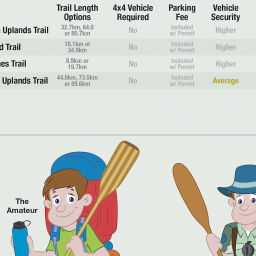 Trail Length Options
4x4 Vehicle Required
Parking Fee
Vehicle Security
Uplands Trail
32.7km, 64.0 or 80.7km
No
Included w/ Permit
Higher
d Trail
18.1km or 34.9km
No
Included w/ Permit
Higher
es Trail
8.9km or 19.7km
No
Included w/ Permit
Higher
Uplands Trail
44.8km, 73.5km or 89.6km
No
Included w/ Permit
Average
The
Amateur